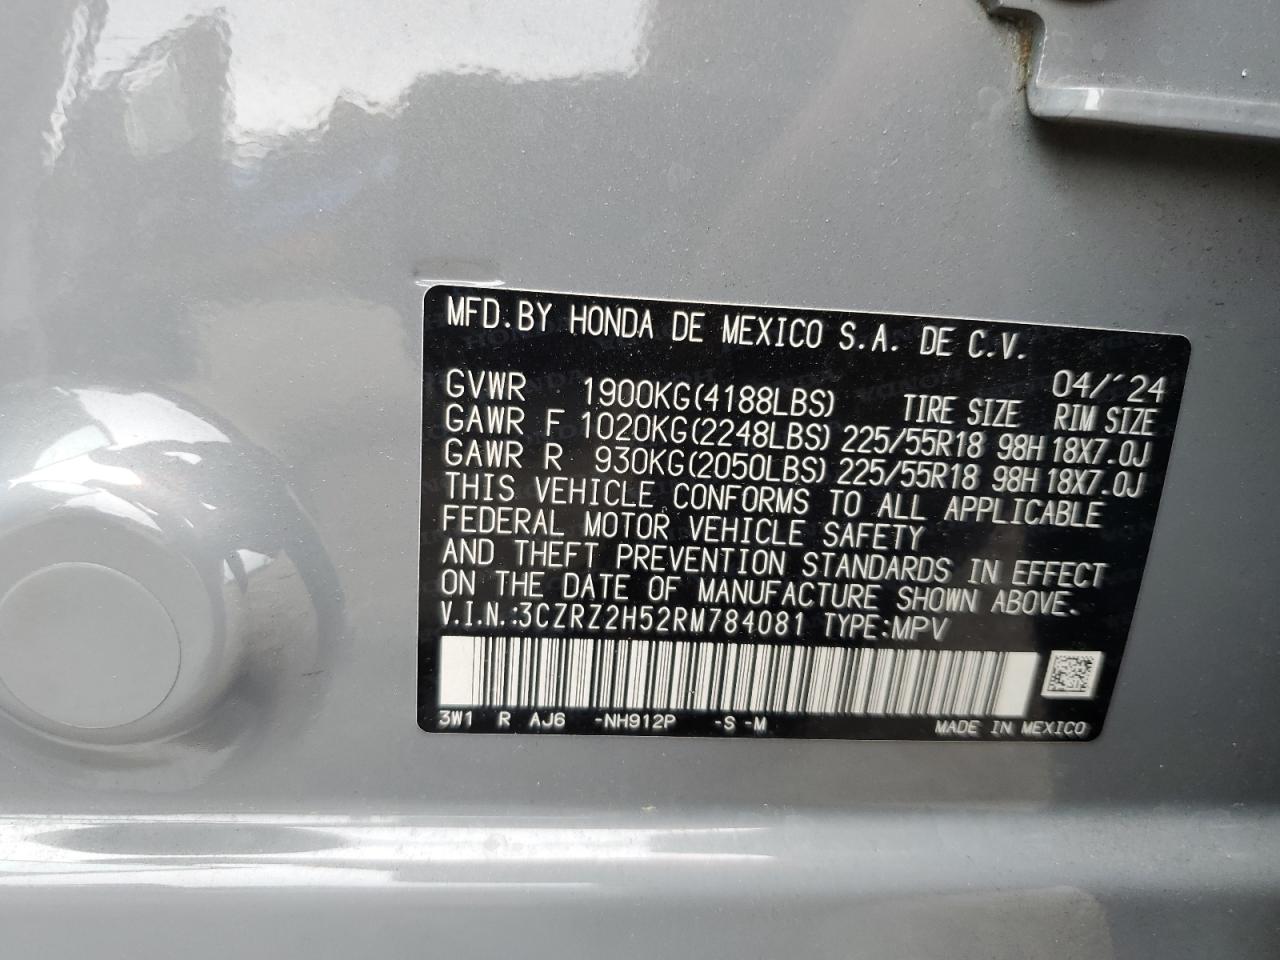 MFD.BY HONDA DE MEXICO S.A. DE C.V.
04/'24
GVWR 1900KG(4188LBS) TIRE SIZE RIM SIZE
GAWR F 1020KG(2248LBS) 225/55R18 98H 18X7.0J
GAWR R 930KG(2050LBS) 225/55R18 98H 18X7.0J
THIS VEHICLE CONFORMS TO ALL APPLICABLE
FEDERAL MOTOR VEHICLE SAFETY
AND THEFT PREVENTION STANDARDS IN EFFECT
ON THE DATE OF MANUFACTURE SHOWN ABOVE.
V.I.N.:3CZRZ2H52RM784081 TYPE:MPV
3W1 R AJ6 -NH912P -S -M MADE IN MEXICO